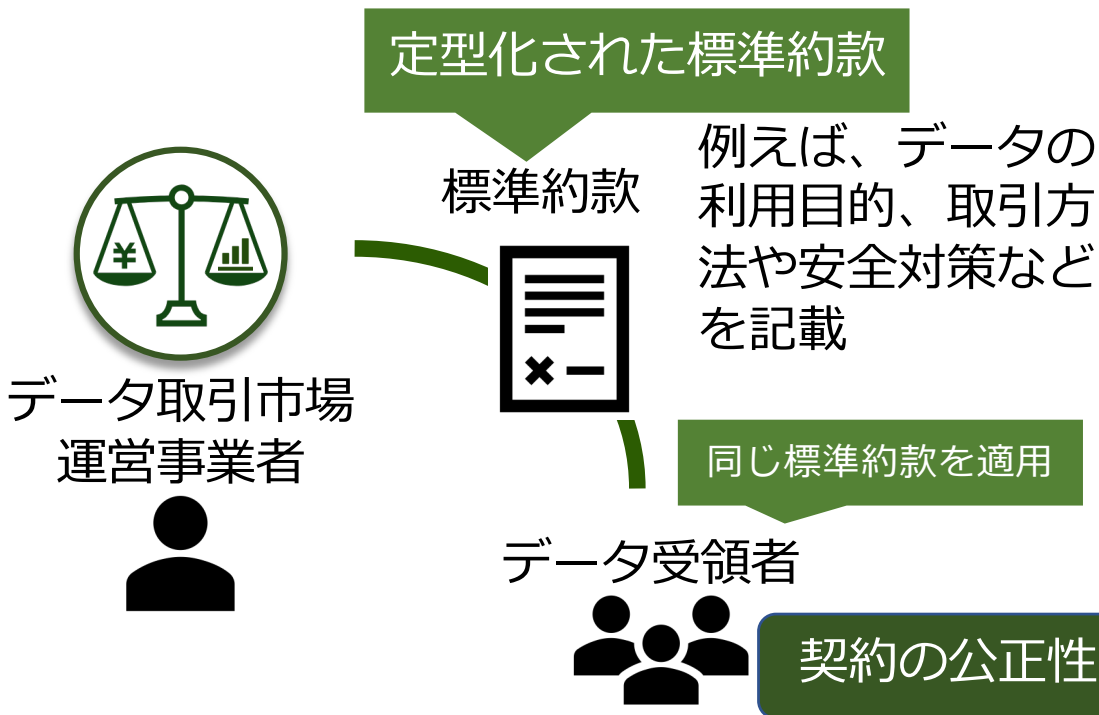 定型化された標準約款
標準約款
例えば、データの
利用目的、取引方
法や安全対策など
を記載
¥
データ取引市場
運営事業者
同じ標準約款を適用
データ受領者
契約の公正性